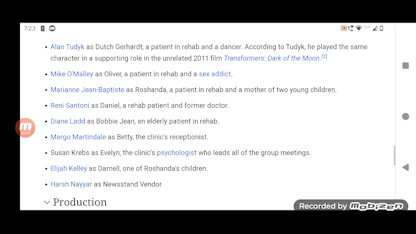 7:23
• Alan Tudyk as Dutch Gerhardt, a patient in rehab and a dancer. According to Tudyk, he played the same
character in a supporting role in the unrelated 2011 film Transformers: Dark of the Moon.[2]
• Mike O'Malley as Oliver, a patient in rehab and a sex addict.
• Marianne Jean-Baptiste as Roshanda, a patient in rehab and a mother of two young children.
• Reni Santoni as Daniel, a rehab patient and former doctor.
• Diane Ladd as Bobbie Jean, an elderly patient in rehab.
• Margo Martindale as Betty, the clinic's receptionist.
• Susan Krebs as Evelyn, the clinic's psychologist who leads all of the group meetings.
• Elijah Kelley as Darnell, one of Roshanda's children.
• Harsh Nayyar as Newsstand Vendor
Production
Recorded by Mobizen